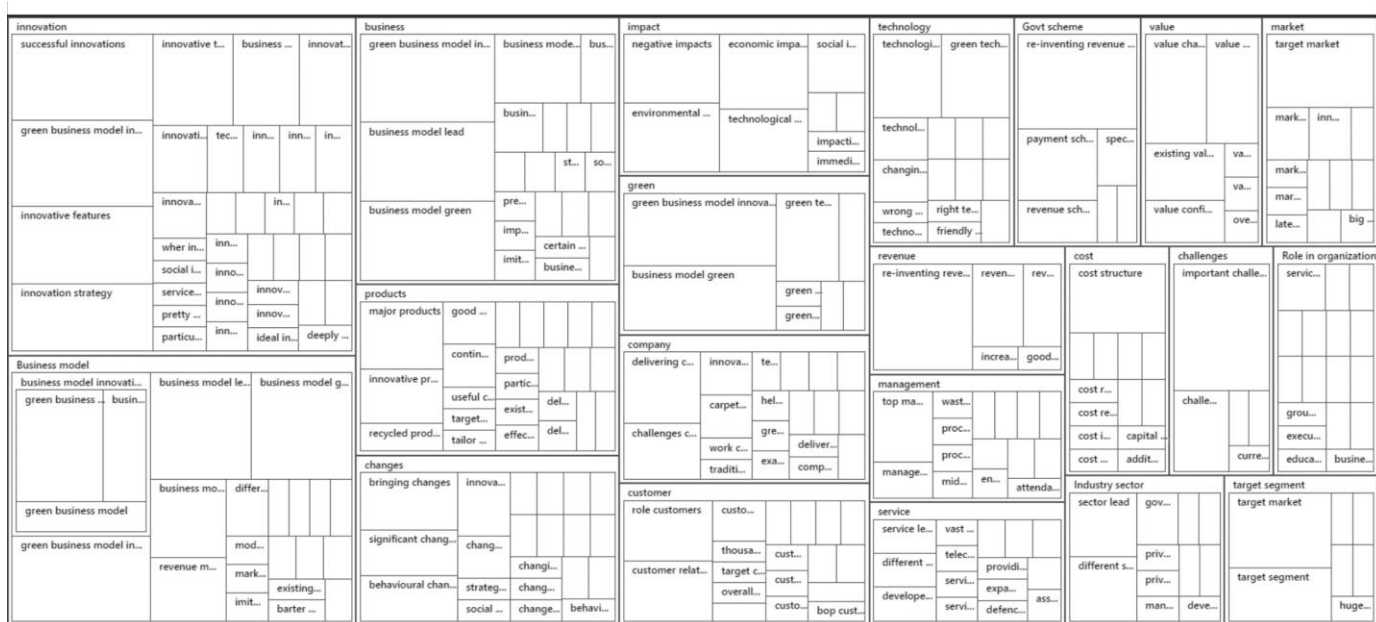 innovation
successful innovations
innovative t...
business ...
innovat...
green business model in...
innovati...
tec...
inn...
inn...
in...
innovative features
innova...
in...
wher in...
inn...
social i...
inno...
innovation strategy
service...
inno...
innov...
pretty ...
innov...
particu...
inn...
ideal in...
deeply ...
Business model
business model innovati...
green business ...
busin...
green business model
green business model in...
business model le...
business model g...
business mo...
differ...
revenue m...
mod...
mark...
imit...
existing...
barter ...
business
green business model in...
business mode...
bus...
business model lead
busin...
st...
so...
business model green
pre...
imp...
imit...
certain ...
busine...
products
major products
good ...
contin...
prod...
innovative pr...
partic...
useful c...
exist...
del...
target...
recycled prod...
tailor ...
effec...
del...
changes
bringing changes
innova...
significant chang...
chang...
behavioural chan...
changi...
strateg...
chang...
social ...
change...
behavi...
impact
negative impacts
economic impa...
social i...
environmental ...
technological ...
impacti...
immedi...
green
green business model innova...
green te...
business model green
green ...
green...
company
delivering c...
innova...
te...
carpet...
hel...
challenges c...
gre...
work c...
deliver...
traditi...
exa...
comp...
customer
role customers
custo...
thousa...
cust...
customer relat...
target c...
cust...
overall...
custo...
bop cust...
technology
technologi...
green tech...
technol...
changin...
wrong ...
right te...
techno...
friendly ...
Govt scheme
re-inventing revenue ...
payment sch...
spec...
revenue sch...
value
value cha...
value ...
existing val...
va...
va...
value confi...
ove...
market
target market
mark...
inn...
mark...
mar...
late...
big ...
revenue
re-inventing reve...
reven...
rev...
increa...
good...
cost
cost structure
cost r...
cost re...
cost i...
capital ...
cost ...
addit...
challenges
important challe...
challe...
curre...
Role in organization
servic...
grou...
execu...
educa...
busine...
management
top ma...
wast...
proc...
manage...
proc...
mid...
en...
attenda...
service
service le...
vast ...
different ...
telec...
providi...
servi...
expa...
develope...
servi...
defenc...
ass...
Industry sector
sector lead
gov...
different s...
priv...
priv...
man...
deve...
target segment
target market
target segment
huge...